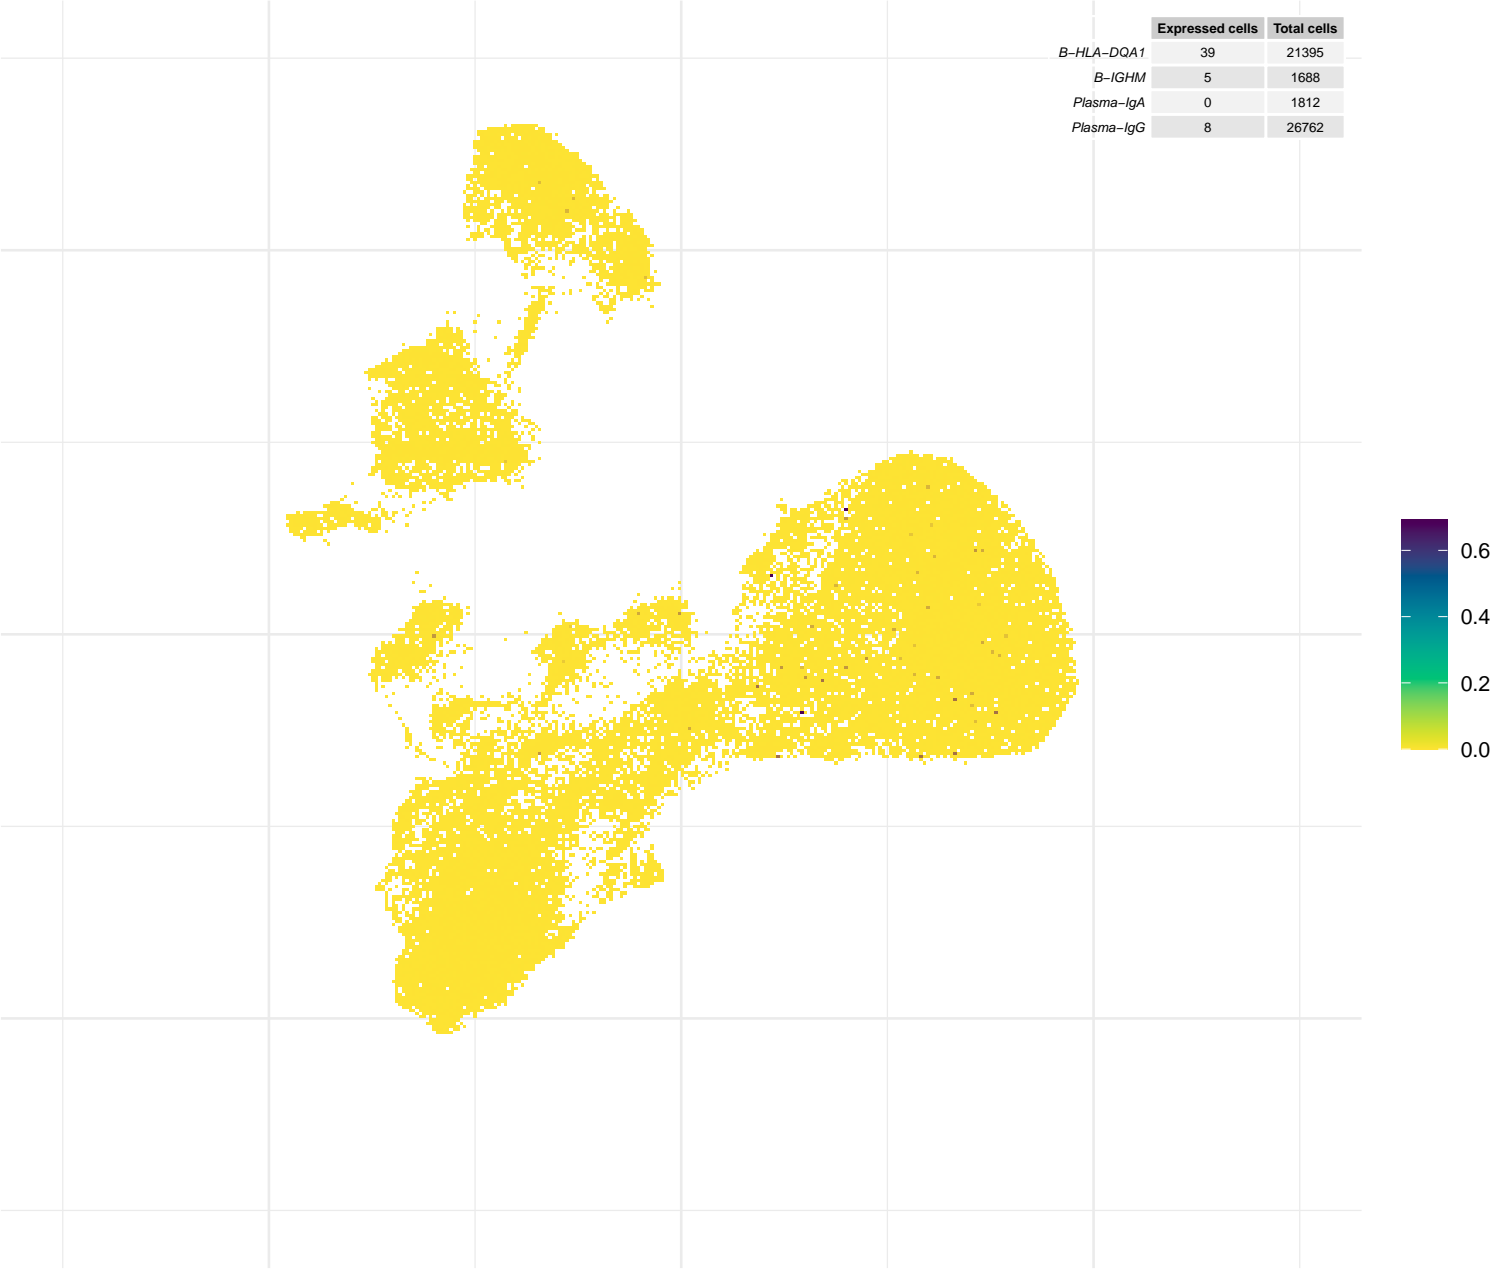 Expressed cells Total cells
B−HLA−DQA1 39 21395
B−IGHM 5 1688
Plasma−IgA 0 1812
Plasma−IgG 8 26762
0.6
0.4
0.2
0.0